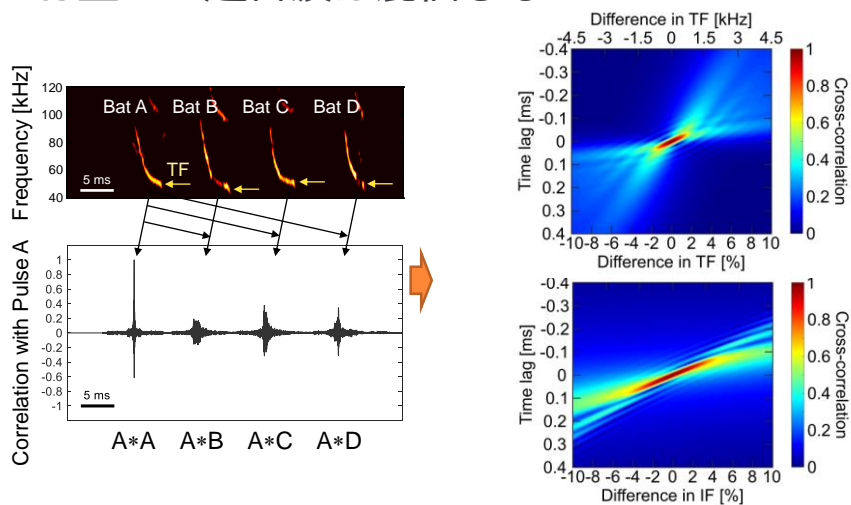 Frequency [kHz]
120
100
80
60
40
Bat A Bat B Bat C Bat D
TF
5 ms
Correlation with Pulse A
1
0.8
0.6
0.4
0.2
0
-0.2
-0.4
-0.6
-0.8
-1
5 ms
A*A A*B A*C A*D
Difference in TF [kHz]
-4.5 -3 -1.5 0 1.5 3 4.5
Time lag [ms]
-0.4
-0.3
-0.2
-0.1
0
0.1
0.2
0.3
0.4
-10 -8 -6 -4 -2 0 2 4 6 8 10
Difference in TF [%]
1
0.8
0.6
0.4
0.2
0
Cross-correlation
Time lag [ms]
-0.4
-0.3
-0.2
-0.1
0
0.1
0.2
0.3
0.4
-10 -8 -6 -4 -2 0 2 4 6 8 10
Difference in IF [%]
1
0.8
0.6
0.4
0.2
0
Cross-correlation